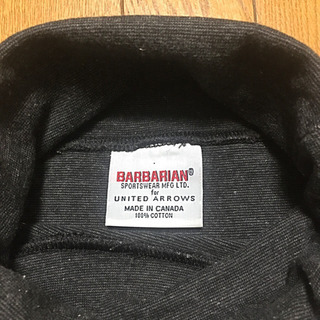 BARBARIAN®
SPORTSWEAR MFG LTD.
for
UNITED ARROWS
MADE IN CANADA
100% COTTON